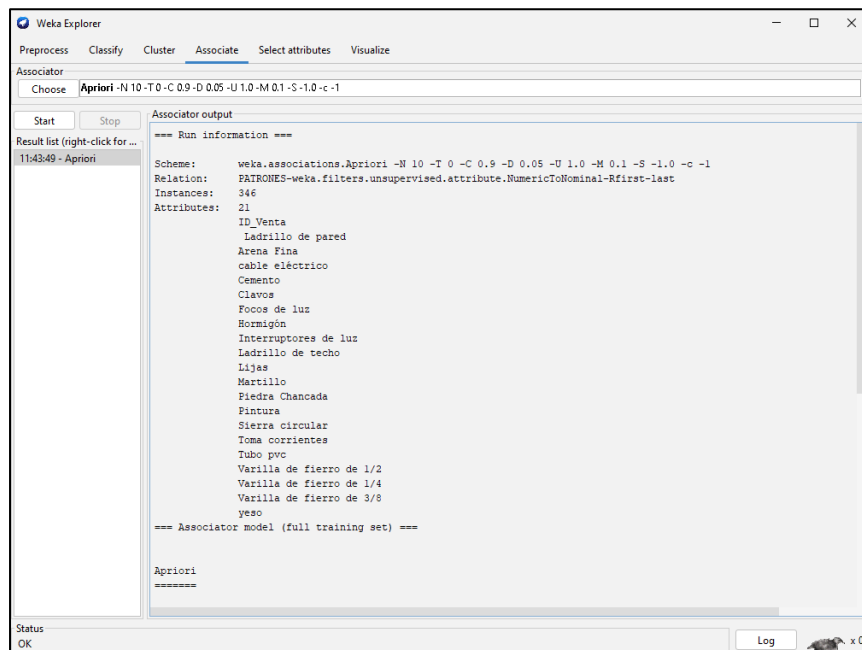 Weka Explorer
Preprocess Classify Cluster Associate Select attributes Visualize
Associator
Choose Apriori -N 10 -T 0 -C 0.9 -D 0.05 -U 1.0 -M 0.1 -S -1.0 -c -1
Start Stop
Result list (right-click for ...
11:43:49 - Apriori
Associator output
=== Run information ===
Scheme: weka.associations.Apriori -N 10 -T 0 -C 0.9 -D 0.05 -U 1.0 -M 0.1 -S -1.0 -c -1
Relation: PATRONES-weka.filters.unsupervised.attribute.NumericToNominal-Rfirst-last
Instances: 346
Attributes: 21
ID_Venta
Ladrillo de pared
Arena Fina
cable eléctrico
Cemento
Clavos
Focos de luz
Hormigón
Interruptores de luz
Ladrillo de techo
Lijas
Martillo
Piedra Chancada
Pintura
Sierra circular
Toma corrientes
Tubo pvc
Varilla de fierro de 1/2
Varilla de fierro de 1/4
Varilla de fierro de 3/8
yeso
=== Associator model (full training set) ===
Apriori
=======
Status
OK
Log
x 0